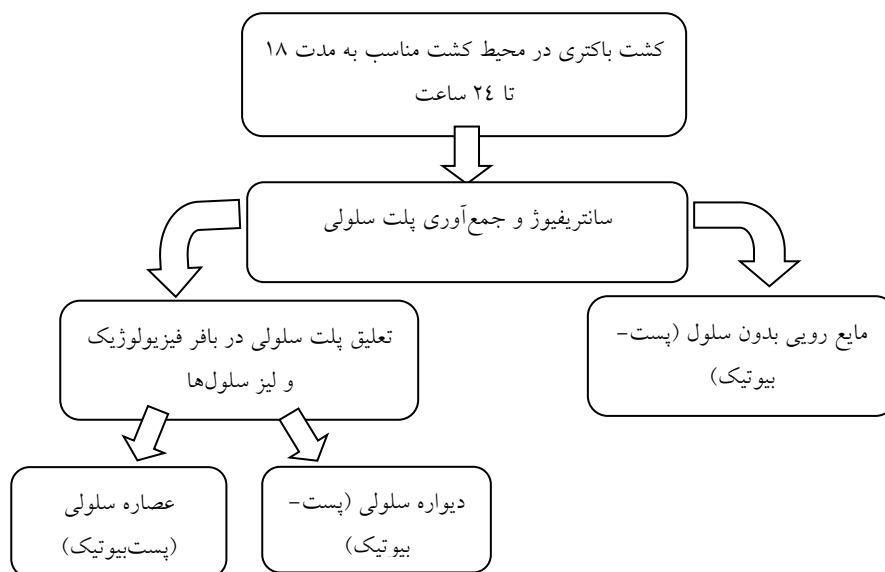 کشت باکتری در محیط کشت مناسب به مدت ۱۸
تا ۲٤ ساعت
سانتریفیوژ و جمع‌آوری پلت سلولی
مایع رویی بدون سلول (پست-
بیوتیک)
تعلیق پلت سلولی در بافر فیزیولوژیک
و لیز سلول‌ها
دیواره سلولی (پست-
بیوتیک)
عصاره سلولی
(پست‌بیوتیک)